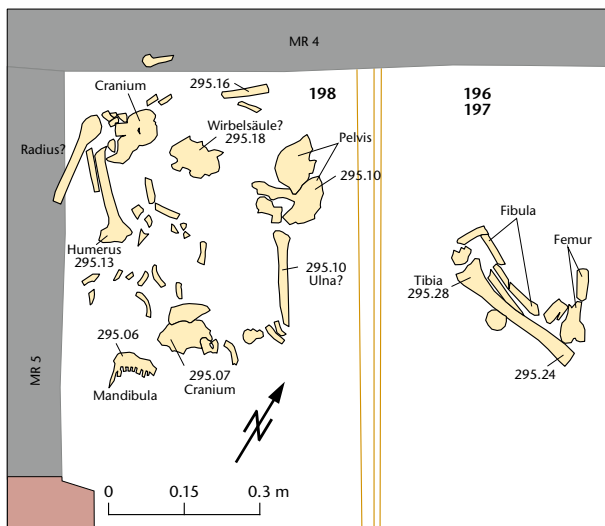 MR 4
Cranium
295.16
198
196
197
Wirbelsäule?
295.18
Pelvis
Radius?
295.10
Fibula
Femur
Humerus
295.13
295.10
Ulna?
Tibia
295.28
295.06
MR 5
Mandibula
295.07
Cranium
295.24
N
0 0.15 0.3 m